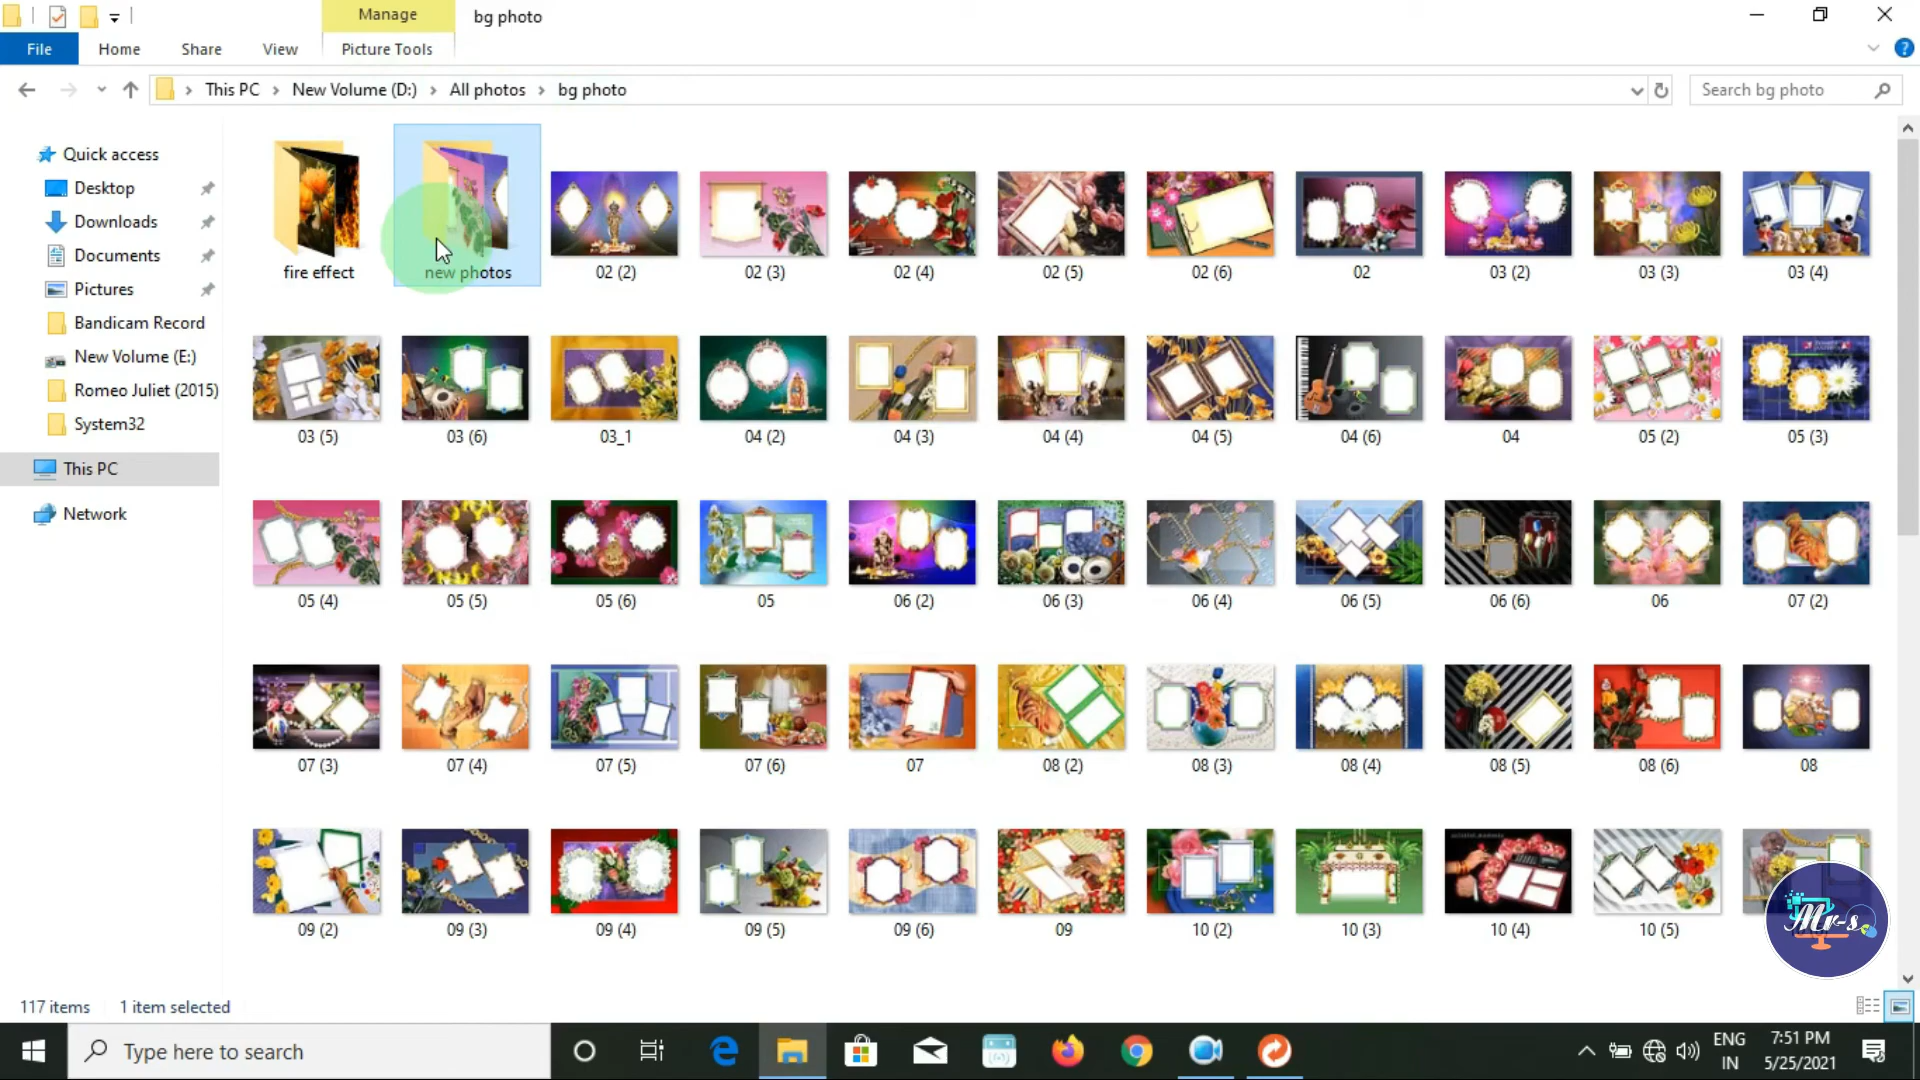 Manage
bg photo
File
Home
Share
View
Picture Tools
This PC
New Volume (D:)
All photos
bg photo
Search bg photo
Quick access
Desktop
Downloads
Documents
Pictures
Bandicam Record
New Volume (E:)
Romeo Juliet (2015)
System32
This PC
Network
fire effect
new photos
02 (2)
02 (3)
02 (4)
02 (5)
02 (6)
02
03 (2)
03 (3)
03 (4)
03 (5)
03 (6)
03_1
04 (2)
04 (3)
04 (4)
04 (5)
04 (6)
04
05 (2)
05 (3)
05 (4)
05 (5)
05 (6)
05
06 (2)
06 (3)
06 (4)
06 (5)
06 (6)
06
07 (2)
07 (3)
07 (4)
07 (5)
07 (6)
07
08 (2)
08 (3)
08 (4)
08 (5)
08 (6)
08
09 (2)
09 (3)
09 (4)
09 (5)
09 (6)
09
10 (2)
10 (3)
10 (4)
10 (5)
Mr-s
117 items
1 item selected
Type here to search
ENG
IN
7:51 PM
5/25/2021